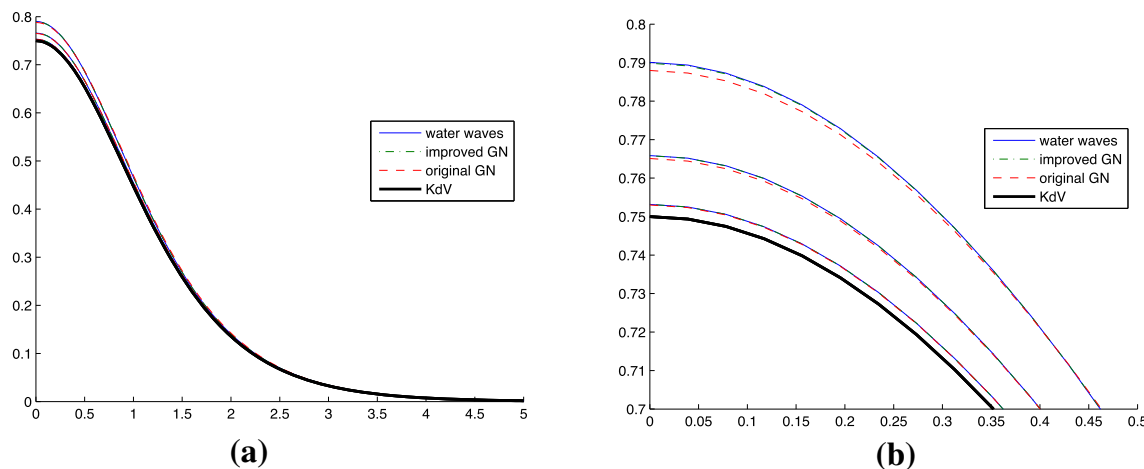 0.8
0.7
0.6
0.5
0.4
0.3
0.2
0.1
0
0 0.5 1 1.5 2 2.5 3 3.5 4 4.5 5
water waves
improved GN
original GN
KdV
(a)
0.8
0.79
0.78
0.77
0.76
0.75
0.74
0.73
0.72
0.71
0.7
0 0.05 0.1 0.15 0.2 0.25 0.3 0.35 0.4 0.45 0.5
water waves
improved GN
original GN
KdV
(b)